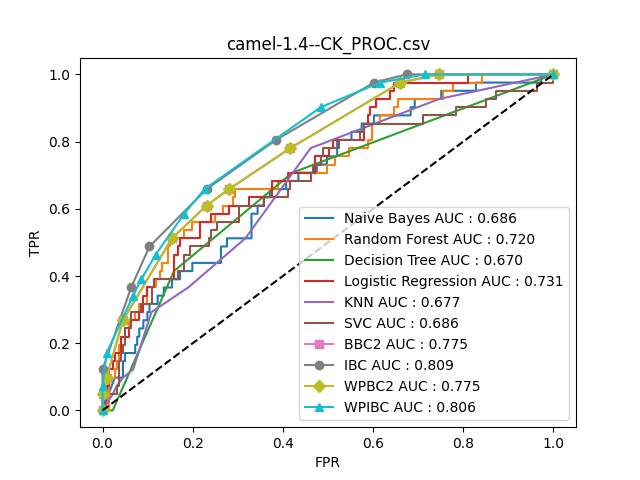 camel-1.4--CK_PROC.csv
TPR
1.0
0.8
0.6
0.4
0.2
0.0
Naive Bayes AUC : 0.686
Random Forest AUC : 0.720
Decision Tree AUC : 0.670
Logistic Regression AUC : 0.731
KNN AUC : 0.677
SVC AUC : 0.686
BBC2 AUC : 0.775
IBC AUC : 0.809
WPBC2 AUC : 0.775
WPIBC AUC : 0.806
0.0 0.2 0.4 0.6 0.8 1.0
FPR